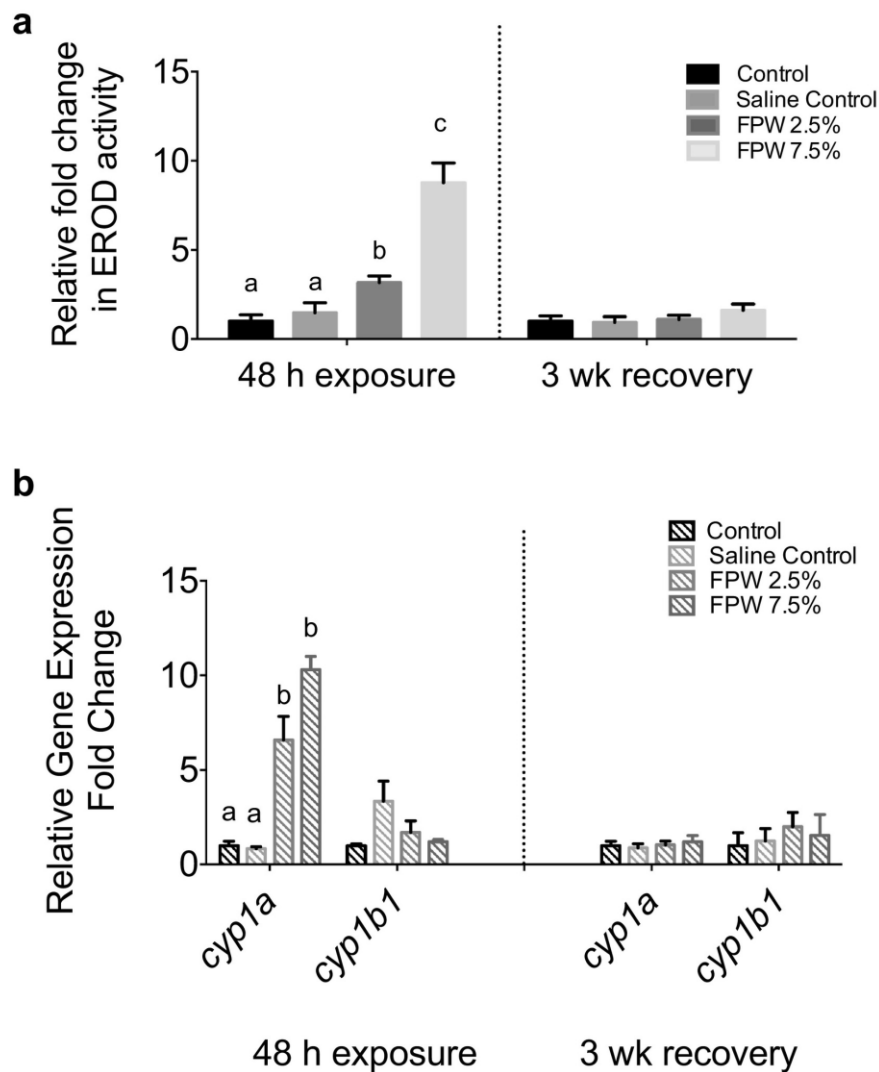 a
Relative fold change
in EROD activity
15
10
5
0
a
a
b
c
Control
Saline Control
FPW 2.5%
FPW 7.5%
48 h exposure
3 wk recovery
b
Relative Gene Expression
Fold Change
15
10
5
0
a
a
b
b
Control
Saline Control
FPW 2.5%
FPW 7.5%
cyp1a
cyp1b1
cyp1a
cyp1b1
48 h exposure
3 wk recovery